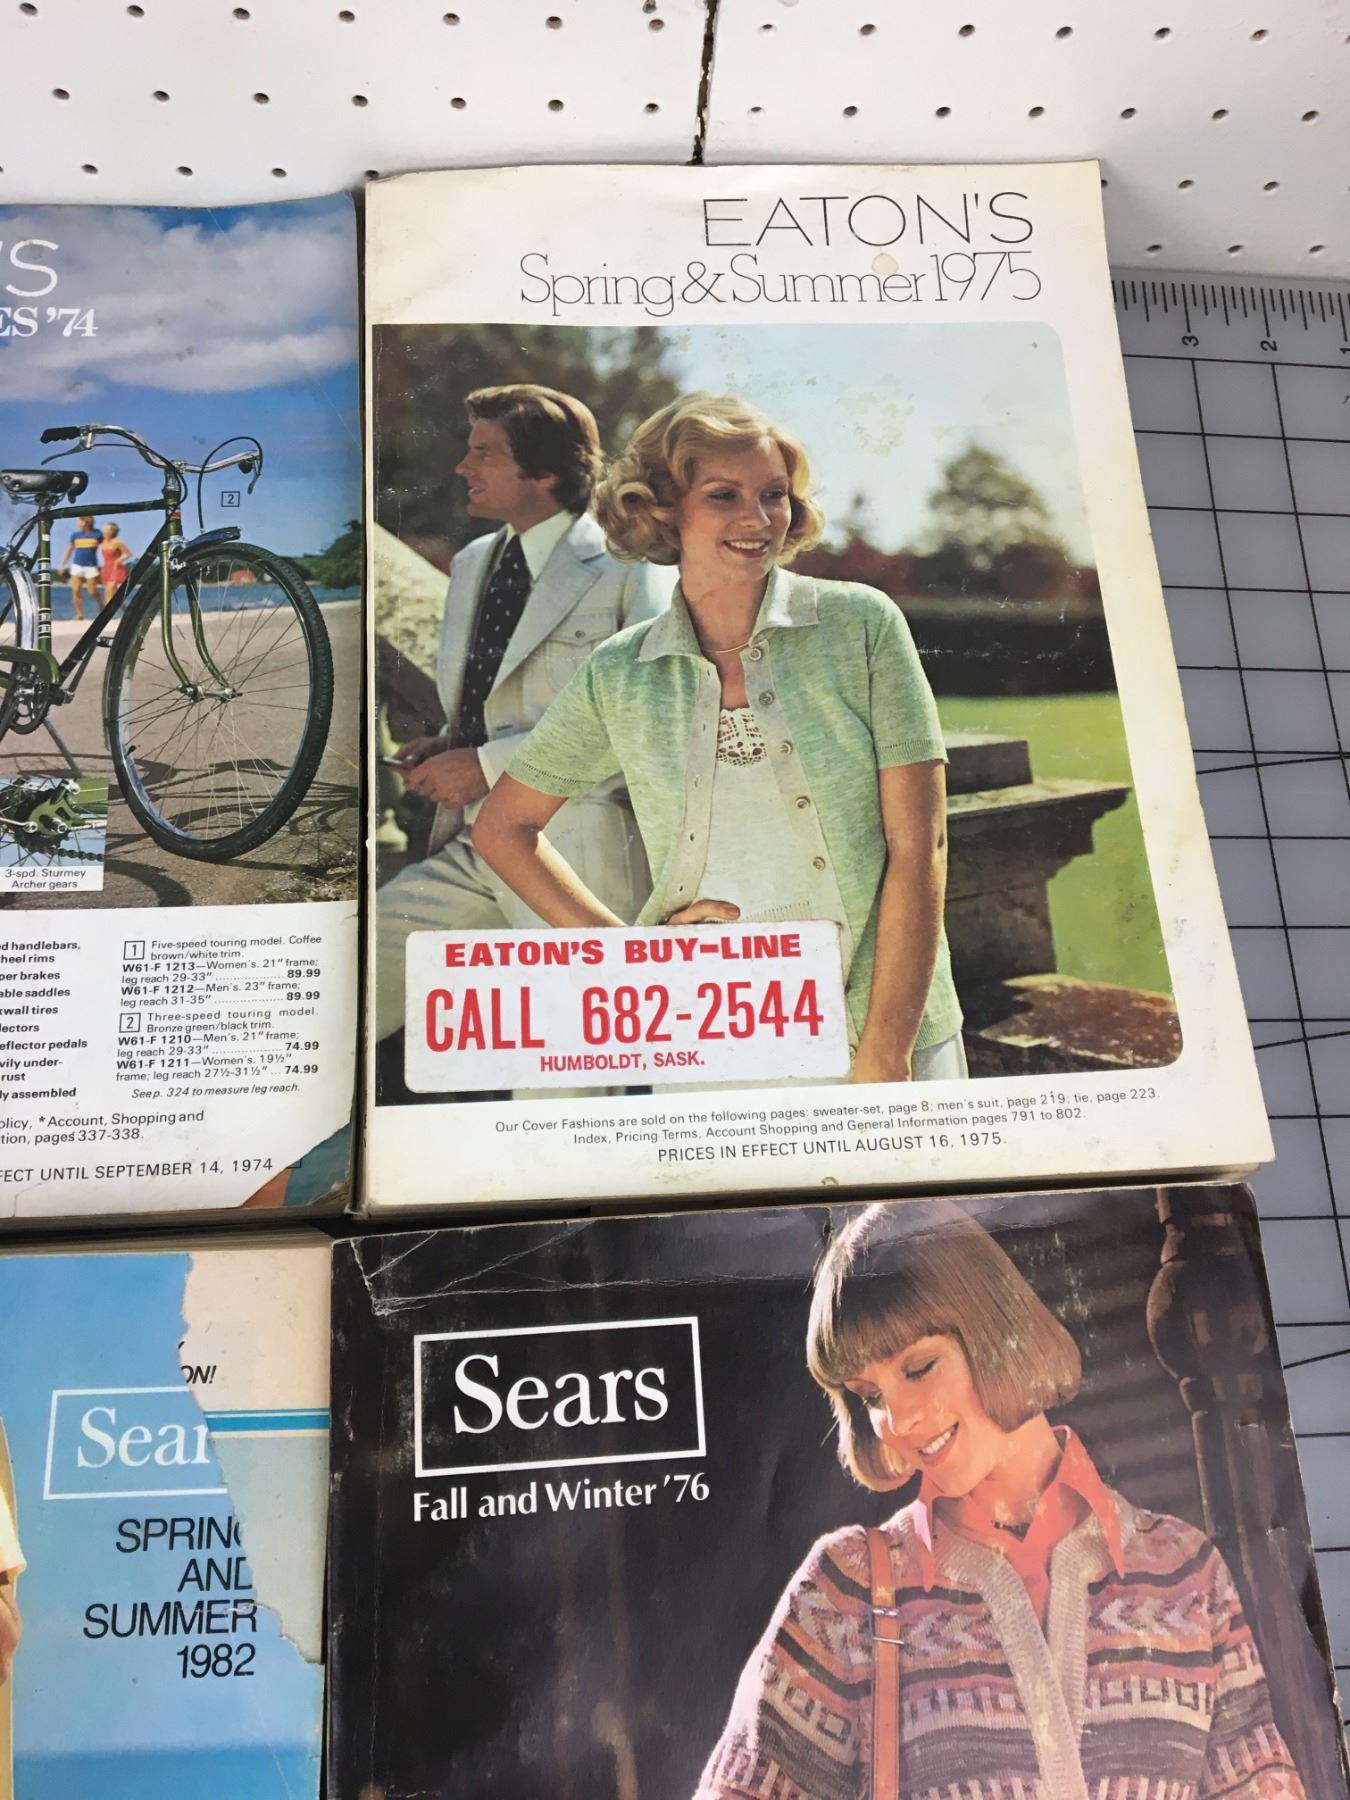 'S
ES '74
2
3-spd. Sturmey
Archer gears
handlebars,
heel rims
per brakes
able saddles
kwall tires
lectors
eflector pedals
vily under-
rust
ly assembled
1 Five-speed touring model. Coffee
brown/white trim.
W61-F 1213—Women's. 21" frame;
leg reach 29-33" 89.99
W61-F 1212—Men's. 23" frame;
leg reach 31-35" 89.99
2 Three-speed touring model.
Bronze green/black trim.
W61-F 1210—Men's. 21" frame;
leg reach 29-33" 74.99
W61-F 1211—Women's. 19½"
frame; leg reach 27½-31½" ... 74.99
See p. 324 to measure leg reach.
olicy, *Account, Shopping and
tion, pages 337-338.
FECT UNTIL SEPTEMBER 14, 1974
EATON'S
Spring & Summer 1975
EATON'S BUY-LINE
CALL 682-2544
HUMBOLDT, SASK.
Our Cover Fashions are sold on the following pages: sweater-set, page 8; men's suit, page 219; tie, page 223.
Index, Pricing Terms, Account Shopping and General Information pages 791 to 802.
PRICES IN EFFECT UNTIL AUGUST 16, 1975.
3 2 1
ON!
Sear
SPRIN
AND
SUMMER
1982
Sears
Fall and Winter '76